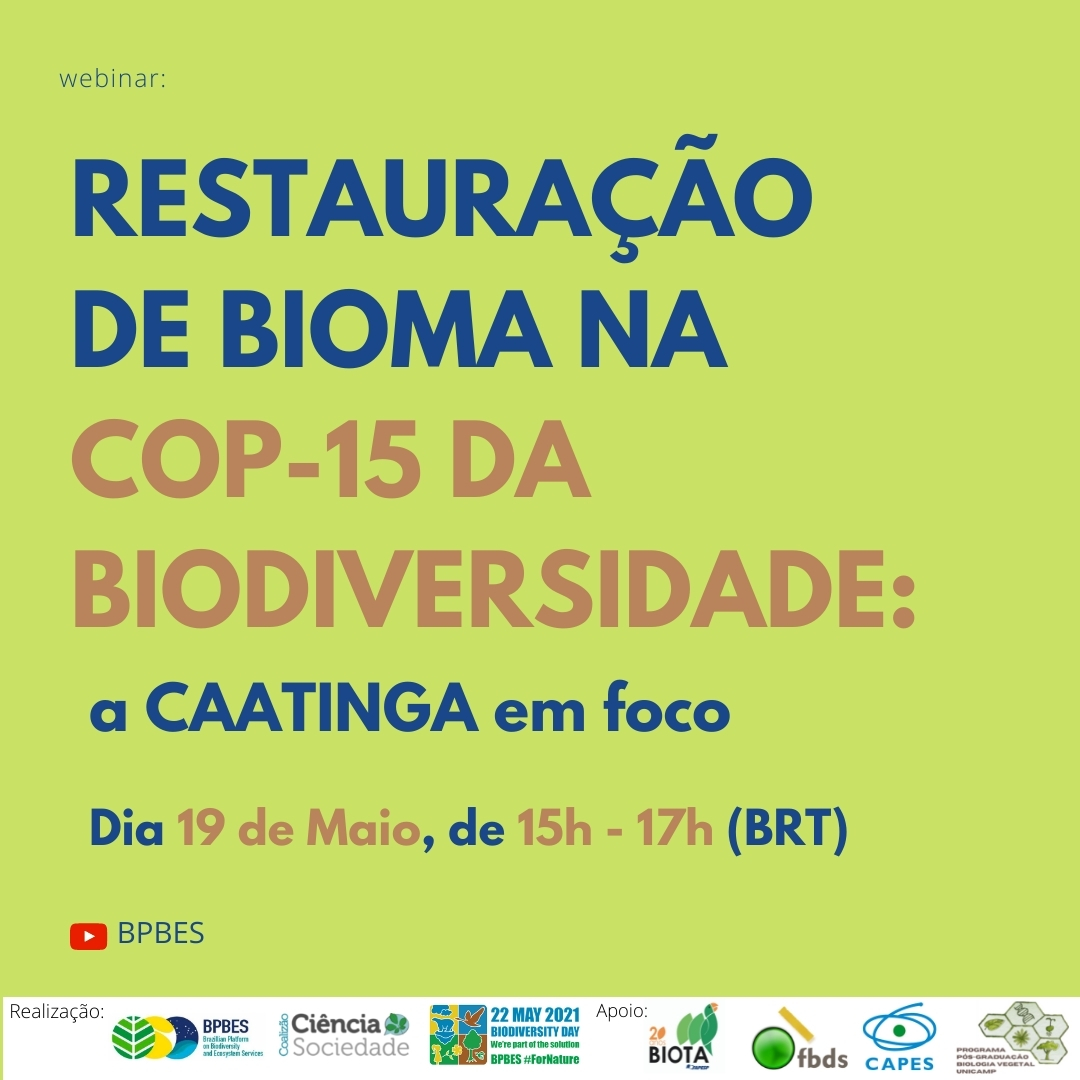 webinar:
RESTAURAÇÃO
DE BIOMA NA
COP-15 DA
BIODIVERSIDADE:
a CAATINGA em foco
Dia 19 de Maio, de 15h - 17h (BRT)
BPBES
Realização:
BPBES
Brazilian Platform
on Biodiversity
and Ecosystem Services
Coalizão
Ciência
Sociedade
22 MAY 2021
BIODIVERSITY DAY
We're part of the solution
BPBES #ForNature
Apoio:
BIOTA
fbds
CAPES
PROGRAMA
PÓS-GRADUAÇÃO
BIOLOGIA VEGETAL
UNICAMP